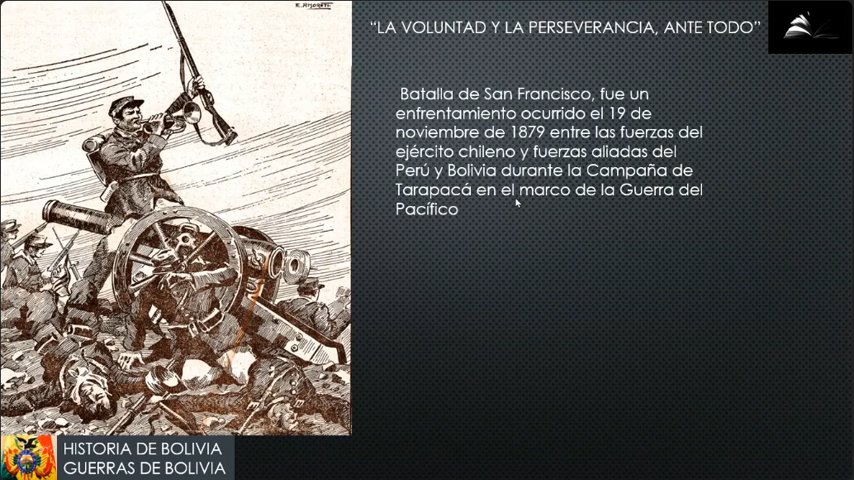 “LA VOLUNTAD Y LA PERSEVERANCIA, ANTE TODO”
Batalla de San Francisco, fue un
enfrentamiento ocurrido el 19 de
noviembre de 1879 entre las fuerzas del
ejército chileno y fuerzas aliadas del
Perú y Bolivia durante la Campaña de
Tarapacá en el marco de la Guerra del
Pacífico
HISTORIA DE BOLIVIA
GUERRAS DE BOLIVIA